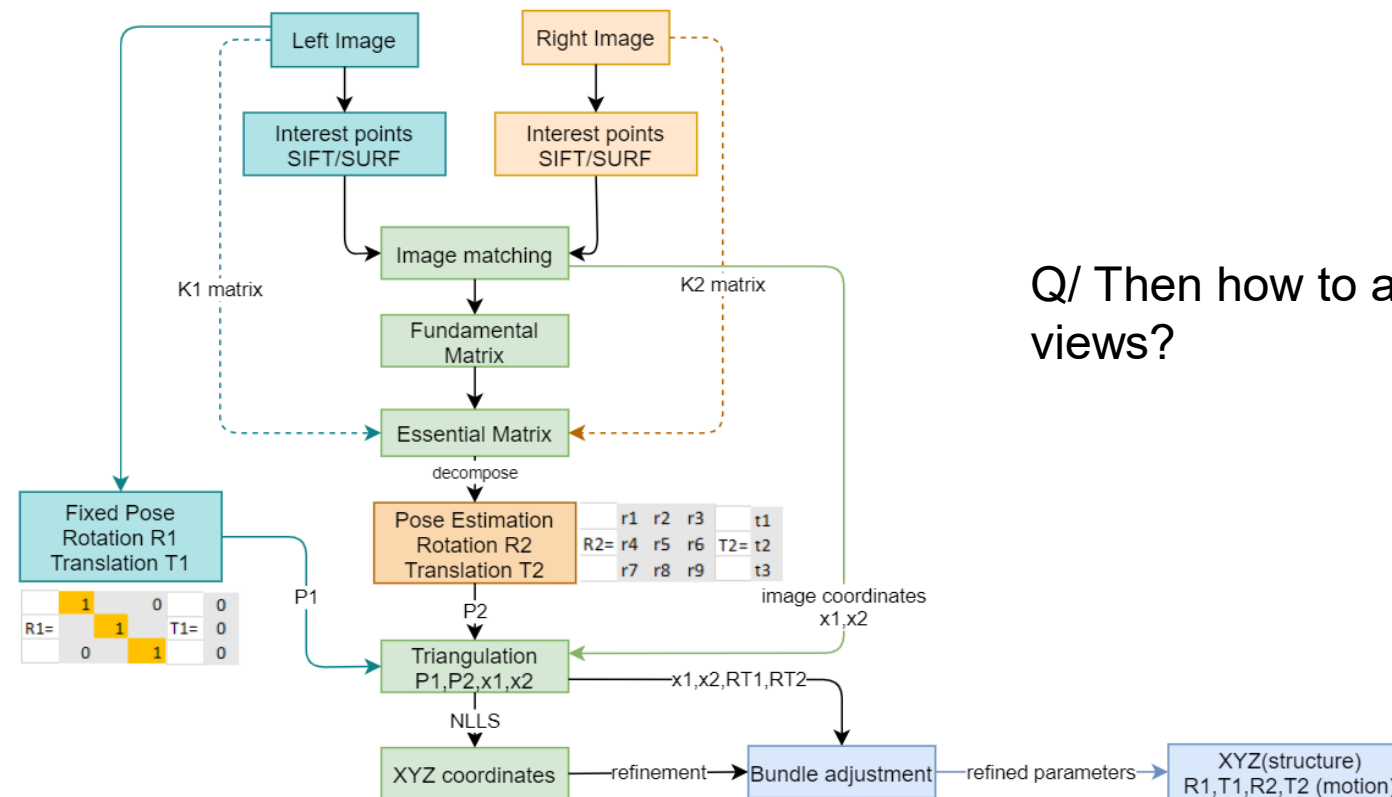 Left Image
Right Image
Interest points
SIFT/SURF
Interest points
SIFT/SURF
Image matching
K1 matrix
K2 matrix
Q/ Then how to a
views?
Fundamental
Matrix
Essential Matrix
decompose
Fixed Pose
Rotation R1
Translation T1
Pose Estimation
Rotation R2
Translation T2
r1 r2 r3 t1
R2= r4 r5 r6 T2= t2
r7 r8 r9 t3
1 0 0
R1= 1 T1= 0
0 1 0
P1
P2
image coordinates
x1,x2
Triangulation
P1,P2,x1,x2
x1,x2,RT1,RT2
NLLS
XYZ coordinates
refinement
Bundle adjustment
refined parameters
XYZ(structure)
R1,T1,R2,T2 (motion)